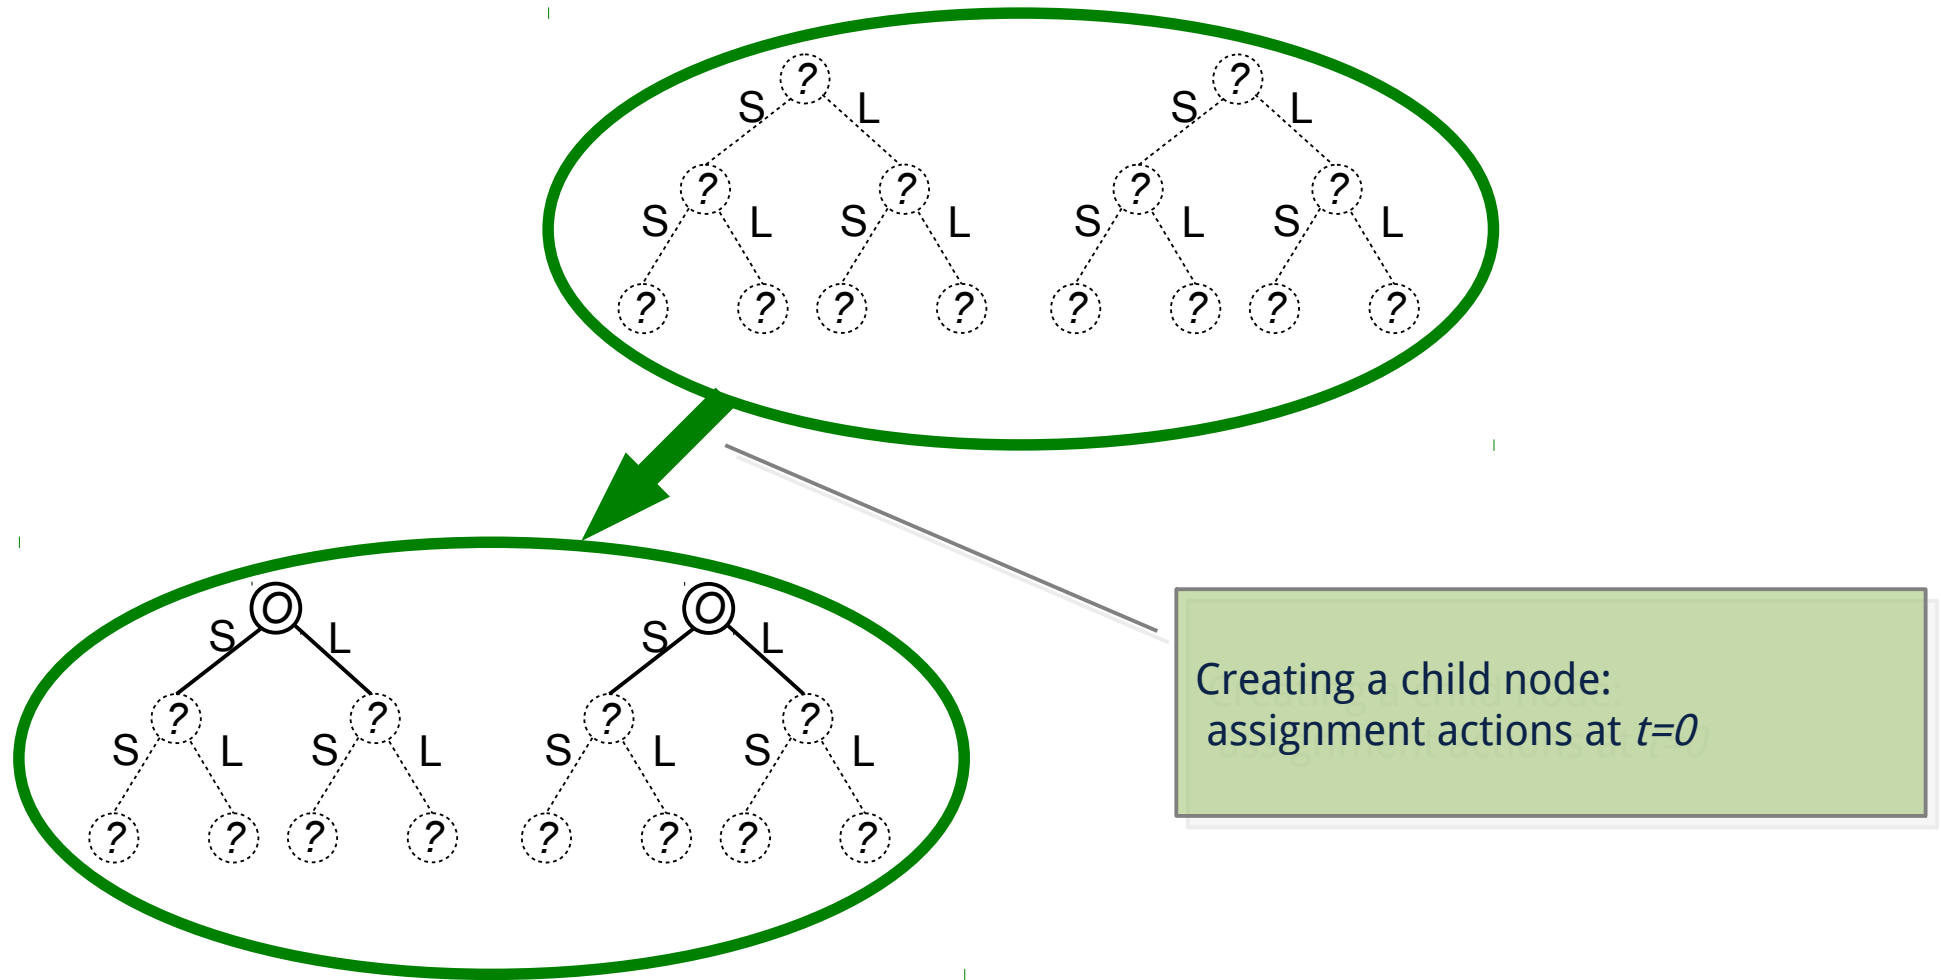 ? ?
S L S L
? ? ? ?
S L S L S L S L
? ? ? ? ? ? ? ?
O O
S L S L
? ? ? ?
S L S L S L S L
? ? ? ? ? ? ? ?
Creating a child node:
assignment actions at t=0